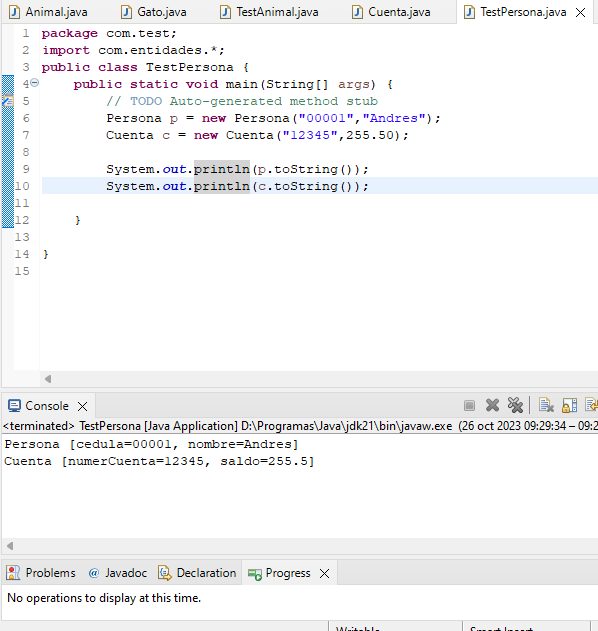 Animal.java Gato.java TestAnimal.java Cuenta.java TestPersona.java
1 package com.test;
2 import com.entidades.*;
3 public class TestPersona {
4 public static void main(String[] args) {
5 // TODO Auto-generated method stub
6 Persona p = new Persona("00001","Andres");
7 Cuenta c = new Cuenta("12345",255.50);
8
9 System.out.println(p.toString());
10 System.out.println(c.toString());
11
12 }
13
14 }
15
Console
<terminated> TestPersona [Java Application] D:\Programas\Java\jdk21\bin\javaw.exe (26 oct 2023 09:29:34 – 09:2
Persona [cedula=00001, nombre=Andres]
Cuenta [numerCuenta=12345, saldo=255.5]
Problems @ Javadoc Declaration Progress
No operations to display at this time.
Writable Smart Insert